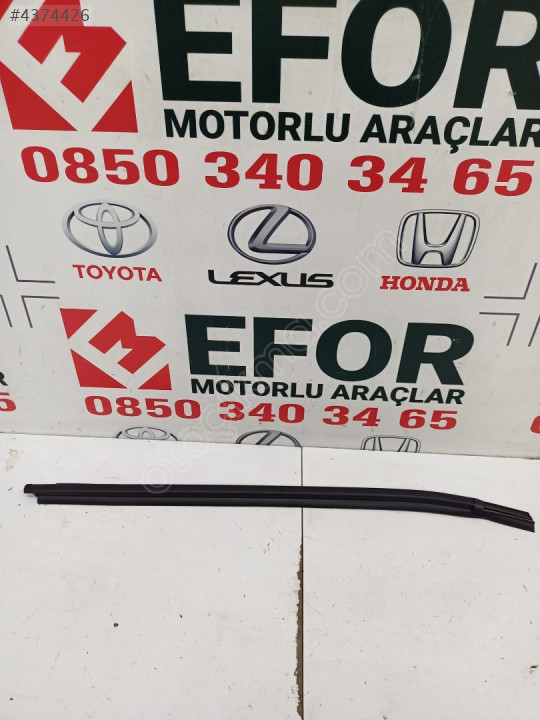 #4374426
EFOR
MOTORLU ARAÇLAR
0850 340 34 65
TOYOTA
LEXUS
HONDA
EFOR
MOTORLU ARAÇLAR
0850 340 34 65